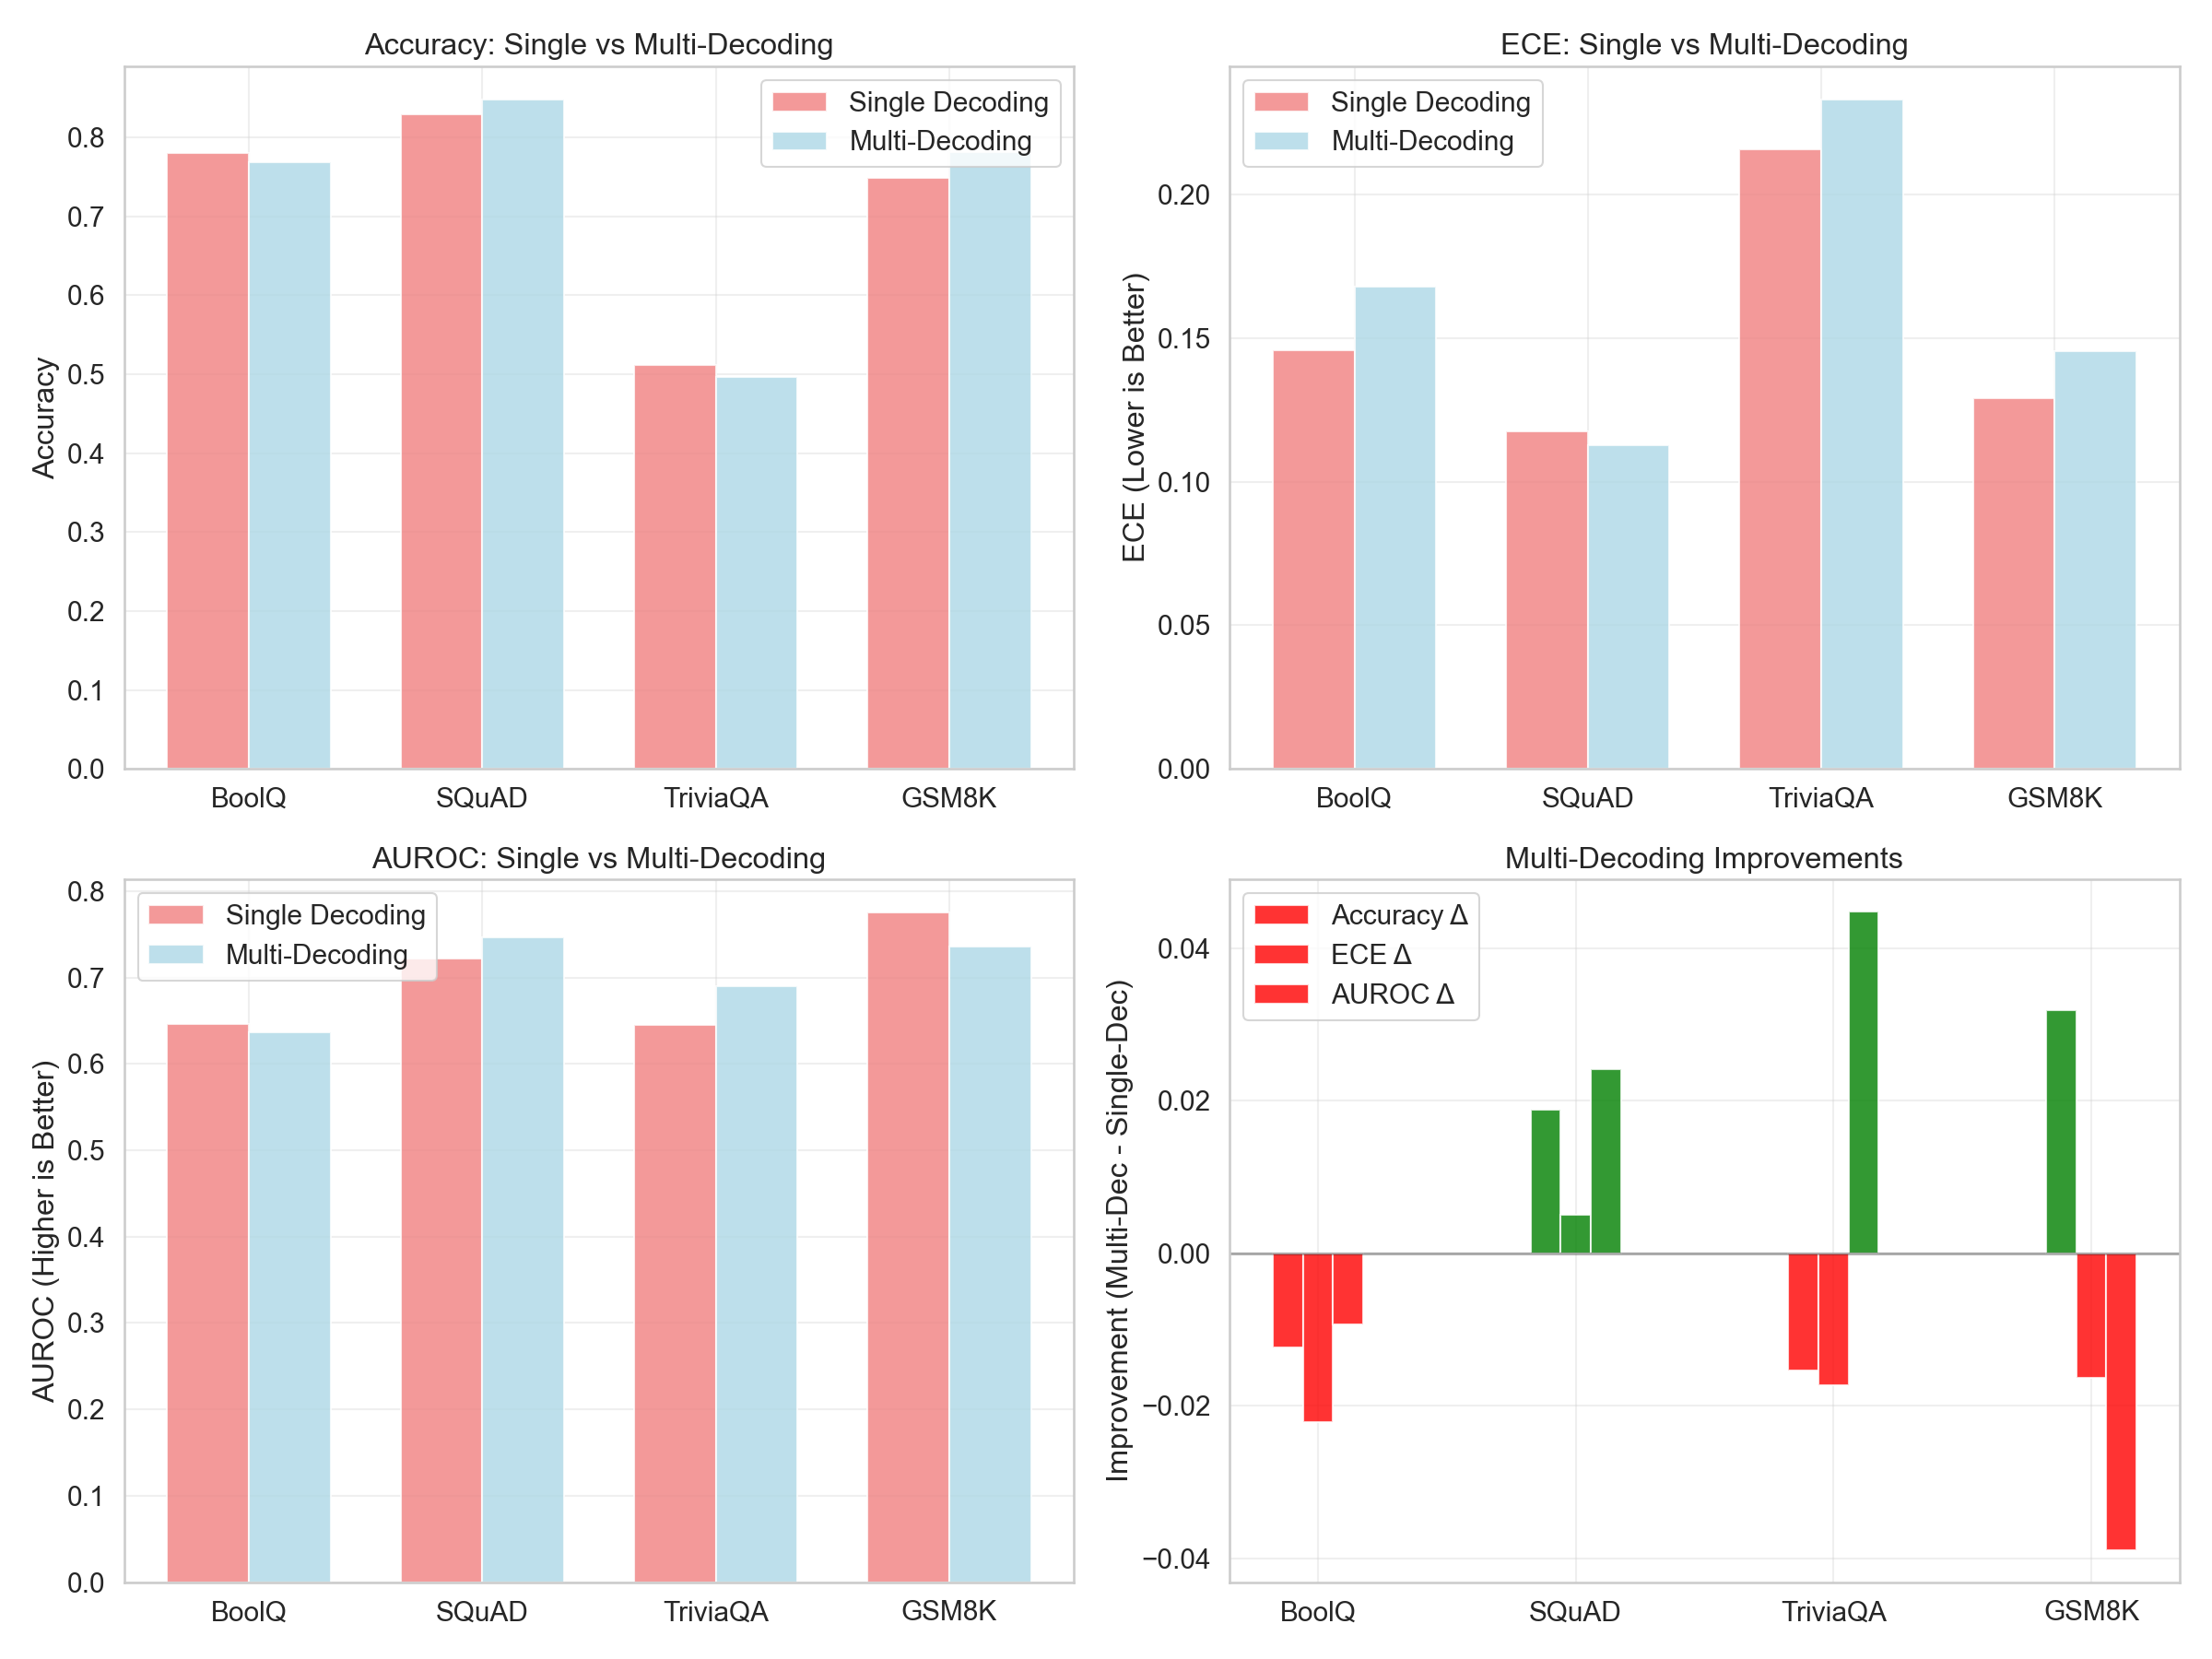 Accuracy: Single vs Multi-Decoding
Accuracy
0.8
0.7
0.6
0.5
0.4
0.3
0.2
0.1
0.0
Single Decoding
Multi-Decoding
BoolQ SQuAD TriviaQA GSM8K
ECE: Single vs Multi-Decoding
ECE (Lower is Better)
0.20
0.15
0.10
0.05
0.00
Single Decoding
Multi-Decoding
BoolQ SQuAD TriviaQA GSM8K
AUROC: Single vs Multi-Decoding
AUROC (Higher is Better)
0.8
0.7
0.6
0.5
0.4
0.3
0.2
0.1
0.0
Single Decoding
Multi-Decoding
BoolQ SQuAD TriviaQA GSM8K
Multi-Decoding Improvements
Improvement (Multi-Dec - Single-Dec)
0.04
0.02
0.00
−0.02
−0.04
Accuracy Δ
ECE Δ
AUROC Δ
BoolQ SQuAD TriviaQA GSM8K